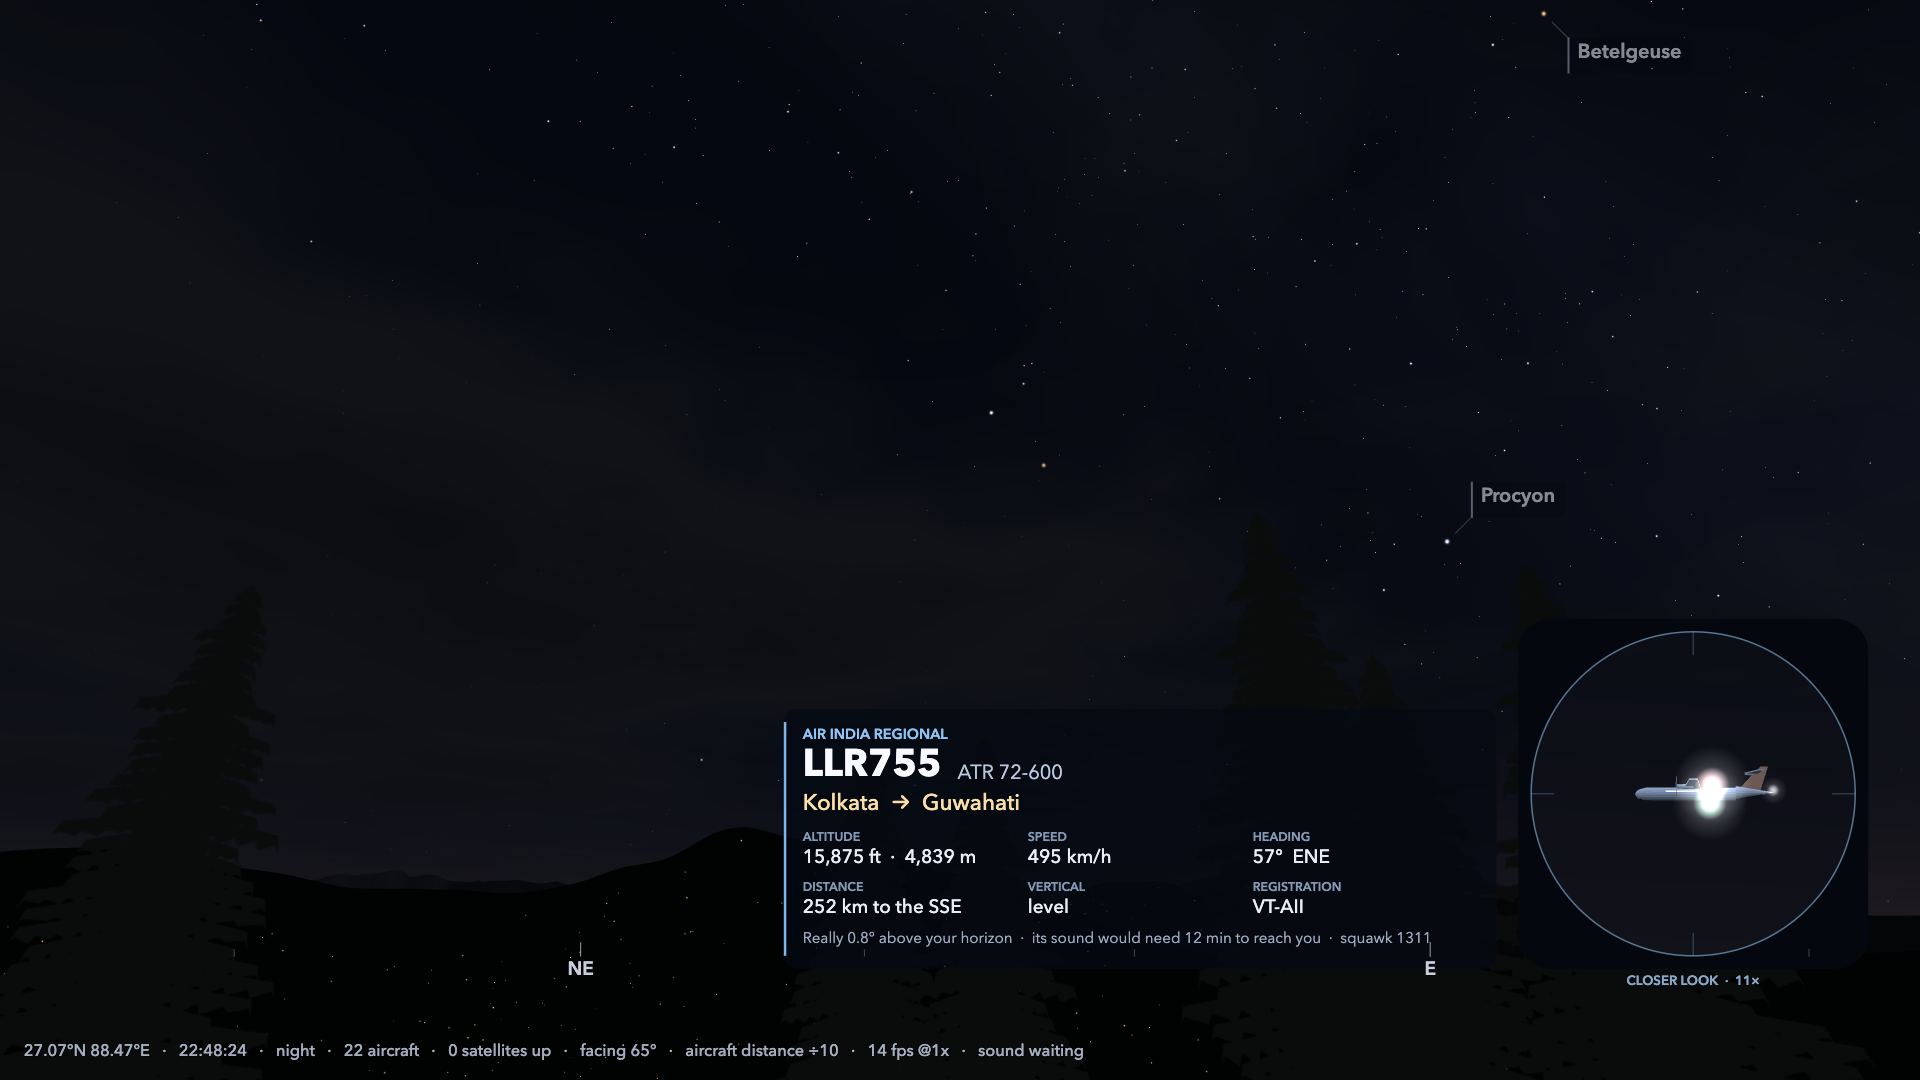 Betelgeuse
Procyon
AIR INDIA REGIONAL
LLR755 ATR 72-600
Kolkata → Guwahati
ALTITUDE SPEED HEADING
15,875 ft · 4,839 m 495 km/h 57° ENE
DISTANCE VERTICAL REGISTRATION
252 km to the SSE level VT-AII
Really 0.8° above your horizon · its sound would need 12 min to reach you · squawk 1311
NE E
CLOSER LOOK · 11×
27.07°N 88.47°E · 22:48:24 · night · 22 aircraft · 0 satellites up · facing 65° · aircraft distance ÷10 · 14 fps @1x · sound waiting